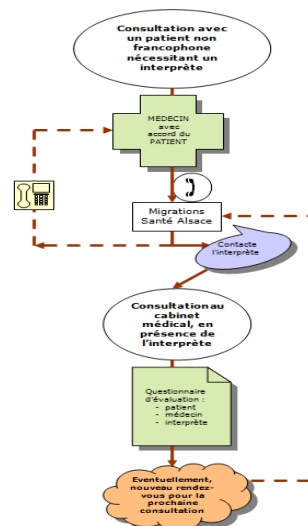 Consultation avec
un patient non
francophone
nécessitant un
interprète
MEDECIN
avec
accord du
PATIENT
Migrations
Santé Alsace
Contacte
l'interprète
Consultationau
cabinet
médical, en
présence de
l'interprète
Questionnaire
d'évaluation :
- patient
- médecin
- interprète
Eventuellement,
nouveau rendez-
vous pour la
prochaine
consultation